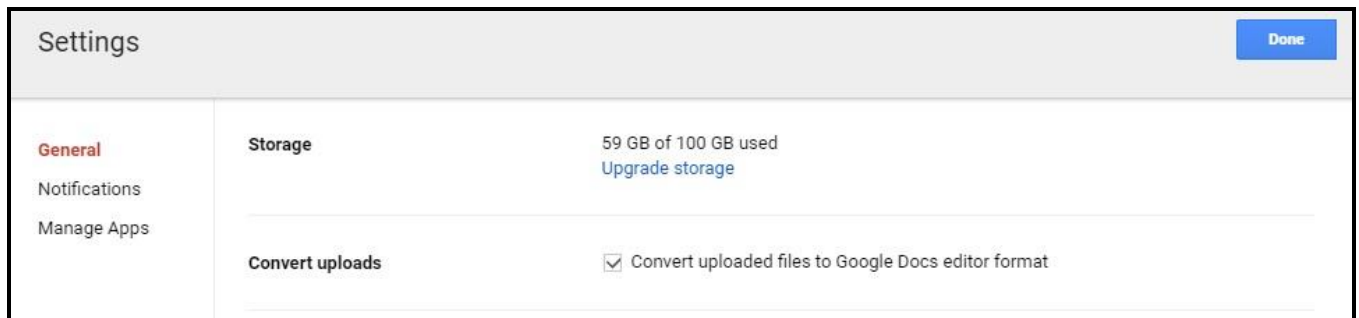 Settings
Done
General
Notifications
Manage Apps
Storage
59 GB of 100 GB used
Upgrade storage
Convert uploads
Convert uploaded files to Google Docs editor format